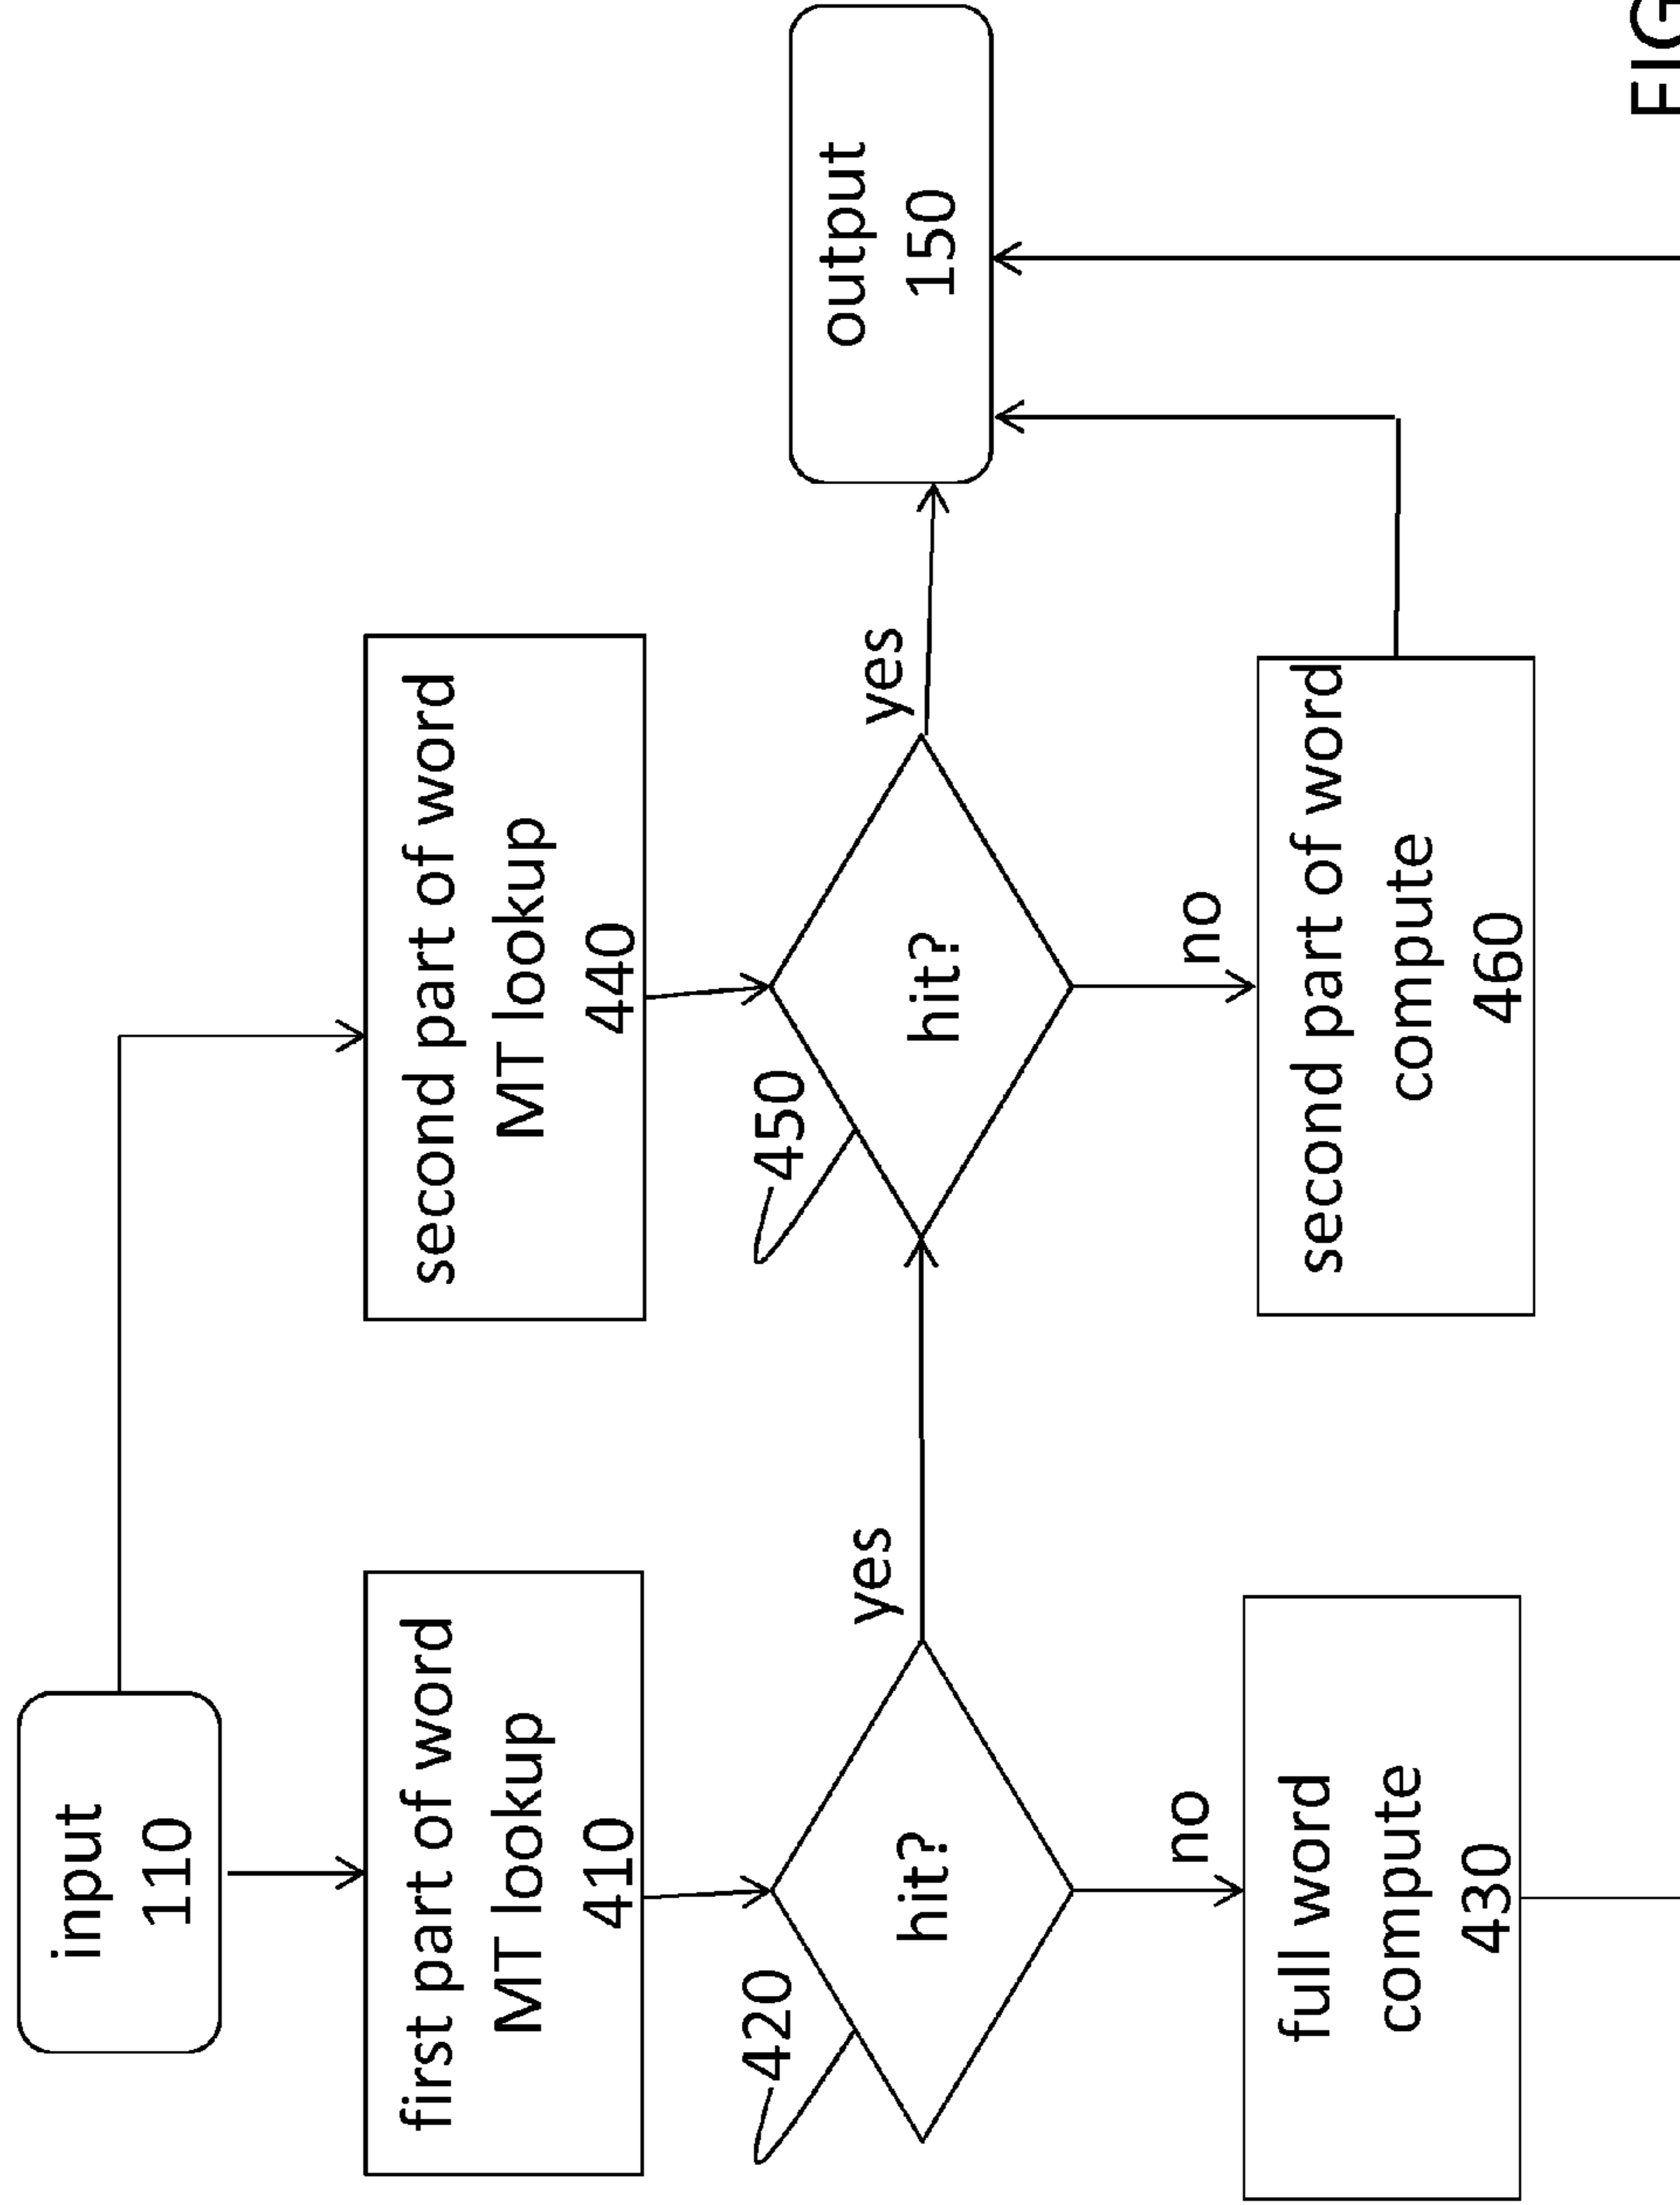 input
110
first part of word
MT lookup
410
second part of word
MT lookup
440
420
hit?
yes
450
hit?
yes
output
150
no
full word
compute
430
no
second part of word
compute
460
FIG